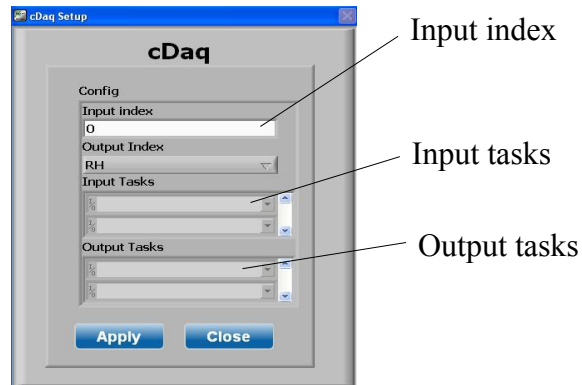 cDaq Setup
cDaq
Config
Input index
0
Output Index
RH
Input Tasks
Output Tasks
Apply
Close
Input index
Input tasks
Output tasks